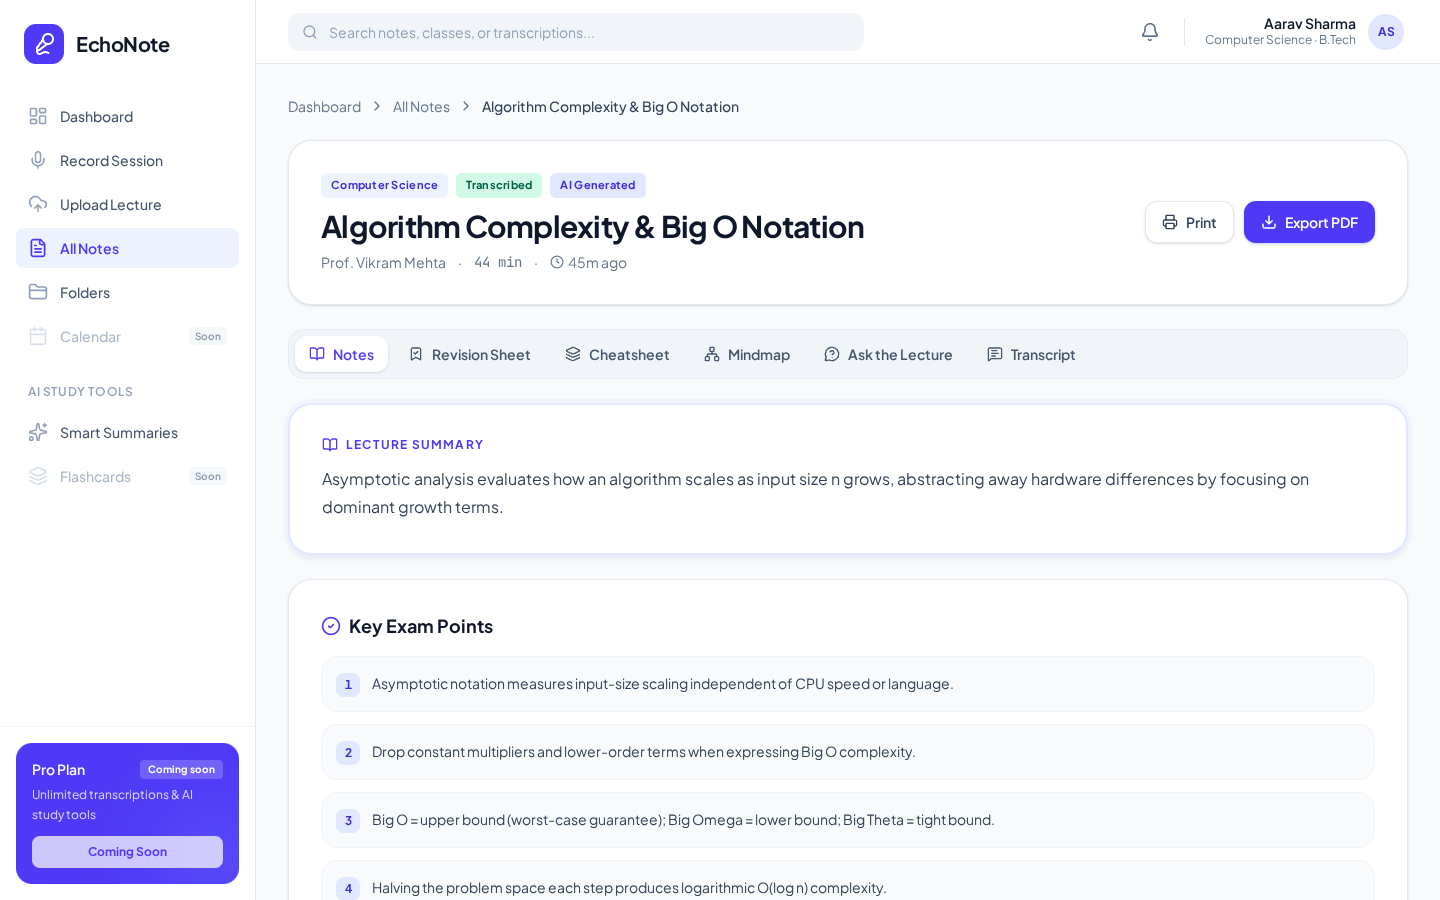 EchoNote
Search notes, classes, or transcriptions...
Aarav Sharma
Computer Science · B.Tech
AS
Dashboard
Record Session
Upload Lecture
All Notes
Folders
Calendar Soon
AI STUDY TOOLS
Smart Summaries
Flashcards Soon
Pro Plan Coming soon
Unlimited transcriptions & AI
study tools
Coming Soon
Dashboard > All Notes > Algorithm Complexity & Big O Notation
Computer Science Transcribed AI Generated
Algorithm Complexity & Big O Notation
Prof. Vikram Mehta · 44 min · 45m ago
Print Export PDF
Notes Revision Sheet Cheatsheet Mindmap Ask the Lecture Transcript
LECTURE SUMMARY
Asymptotic analysis evaluates how an algorithm scales as input size n grows, abstracting away hardware differences by focusing on
dominant growth terms.
Key Exam Points
1 Asymptotic notation measures input-size scaling independent of CPU speed or language.
2 Drop constant multipliers and lower-order terms when expressing Big O complexity.
3 Big O = upper bound (worst-case guarantee); Big Omega = lower bound; Big Theta = tight bound.
4 Halving the problem space each step produces logarithmic O(log n) complexity.